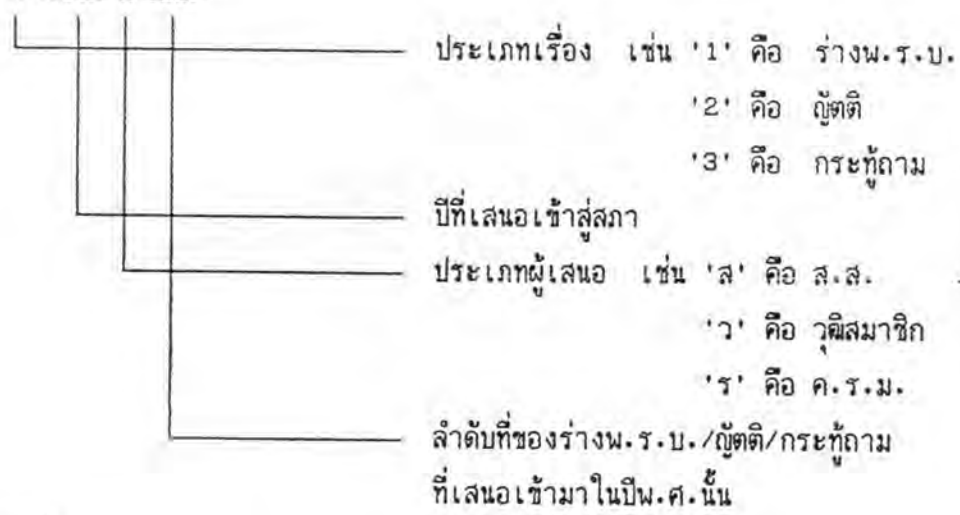 ประเภทเรื่อง เช่น '1' คือ ร่างพ.ร.บ.
'2' คือ ญัตติ
'3' คือ กระทู้ถาม
ปีที่เสนอเข้าสู่สภา
ประเภทผู้เสนอ เช่น 'ส' คือ ส.ส.
'ว' คือ วุฒิสมาชิก
'ร' คือ ค.ร.ม.
ลำดับที่ของร่างพ.ร.บ./ญัตติ/กระทู้ถาม
ที่เสนอเข้ามาในปีพ.ศ.นั้น